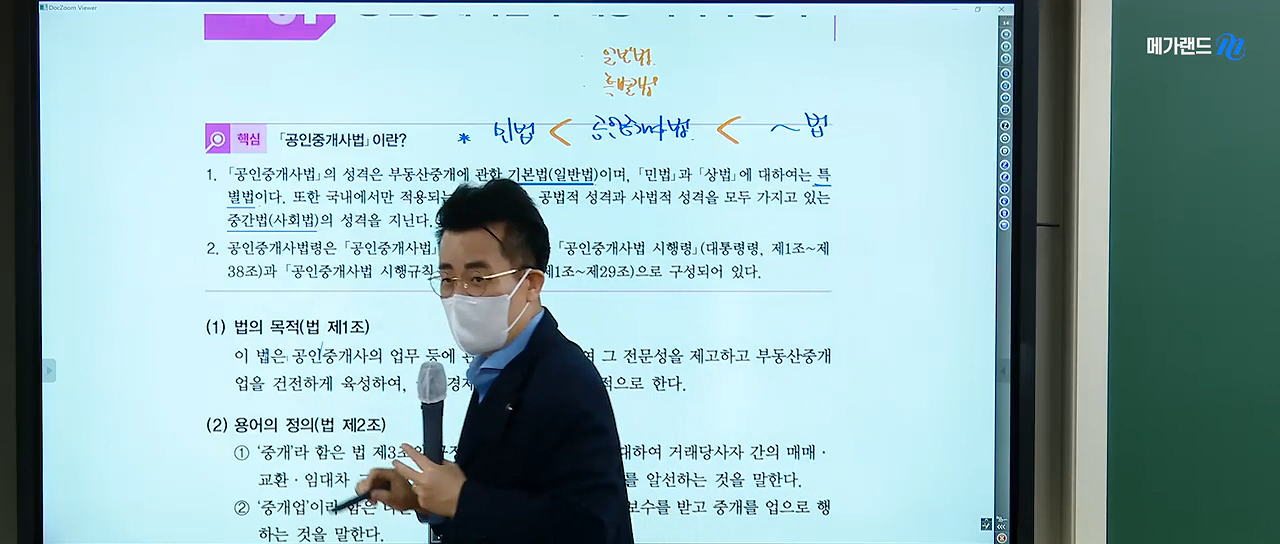 DocZoom Viewer
메가랜드
일반법
특별법
핵심 「공인중개사법」이란?
* 민법 < 공인중개사법 < ~ 법
1. 「공인중개사법」의 성격은 부동산중개에 관한 기본법(일반법)이며, 「민법」과 「상법」에 대하여는 특
별법이다. 또한 국내에서만 적용되는 공법적 성격과 사법적 성격을 모두 가지고 있는
중간법(사회법)의 성격을 지닌다.
2. 공인중개사법령은 「공인중개사법」 「공인중개사법 시행령」(대통령령, 제1조~제
38조)과 「공인중개사법 시행규칙 제1조~제29조)으로 구성되어 있다.
(1) 법의 목적(법 제1조)
이 법은 공인중개사의 업무 등에 그 전문성을 제고하고 부동산중개
업을 건전하게 육성하여, 경제 적으로 한다.
(2) 용어의 정의(법 제2조)
① '중개'라 함은 법 제3조의 대하여 거래당사자 간의 매매·
교환·임대차 를 알선하는 것을 말한다.
② '중개업'이라 함은 다른 보수를 받고 중개를 업으로 행
하는 것을 말한다.